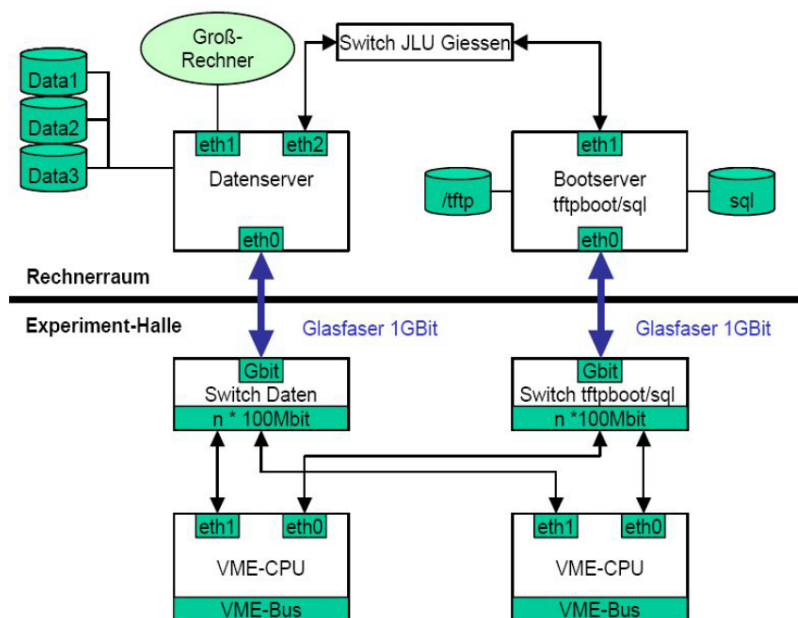 Groß-
Rechner
Switch JLU Giessen
Data1
Data2
Data3
eth1
eth2
Datenserver
eth0
eth1
Bootserver
tftpboot/sql
eth0
/tftp
sql
Rechnerraum
Experiment-Halle
Glasfaser 1GBit
Glasfaser 1GBit
Gbit
Switch Daten
n * 100Mbit
Gbit
Switch tftpboot/sql
n *100Mbit
eth1
eth0
VME-CPU
VME-Bus
eth1
eth0
VME-CPU
VME-Bus